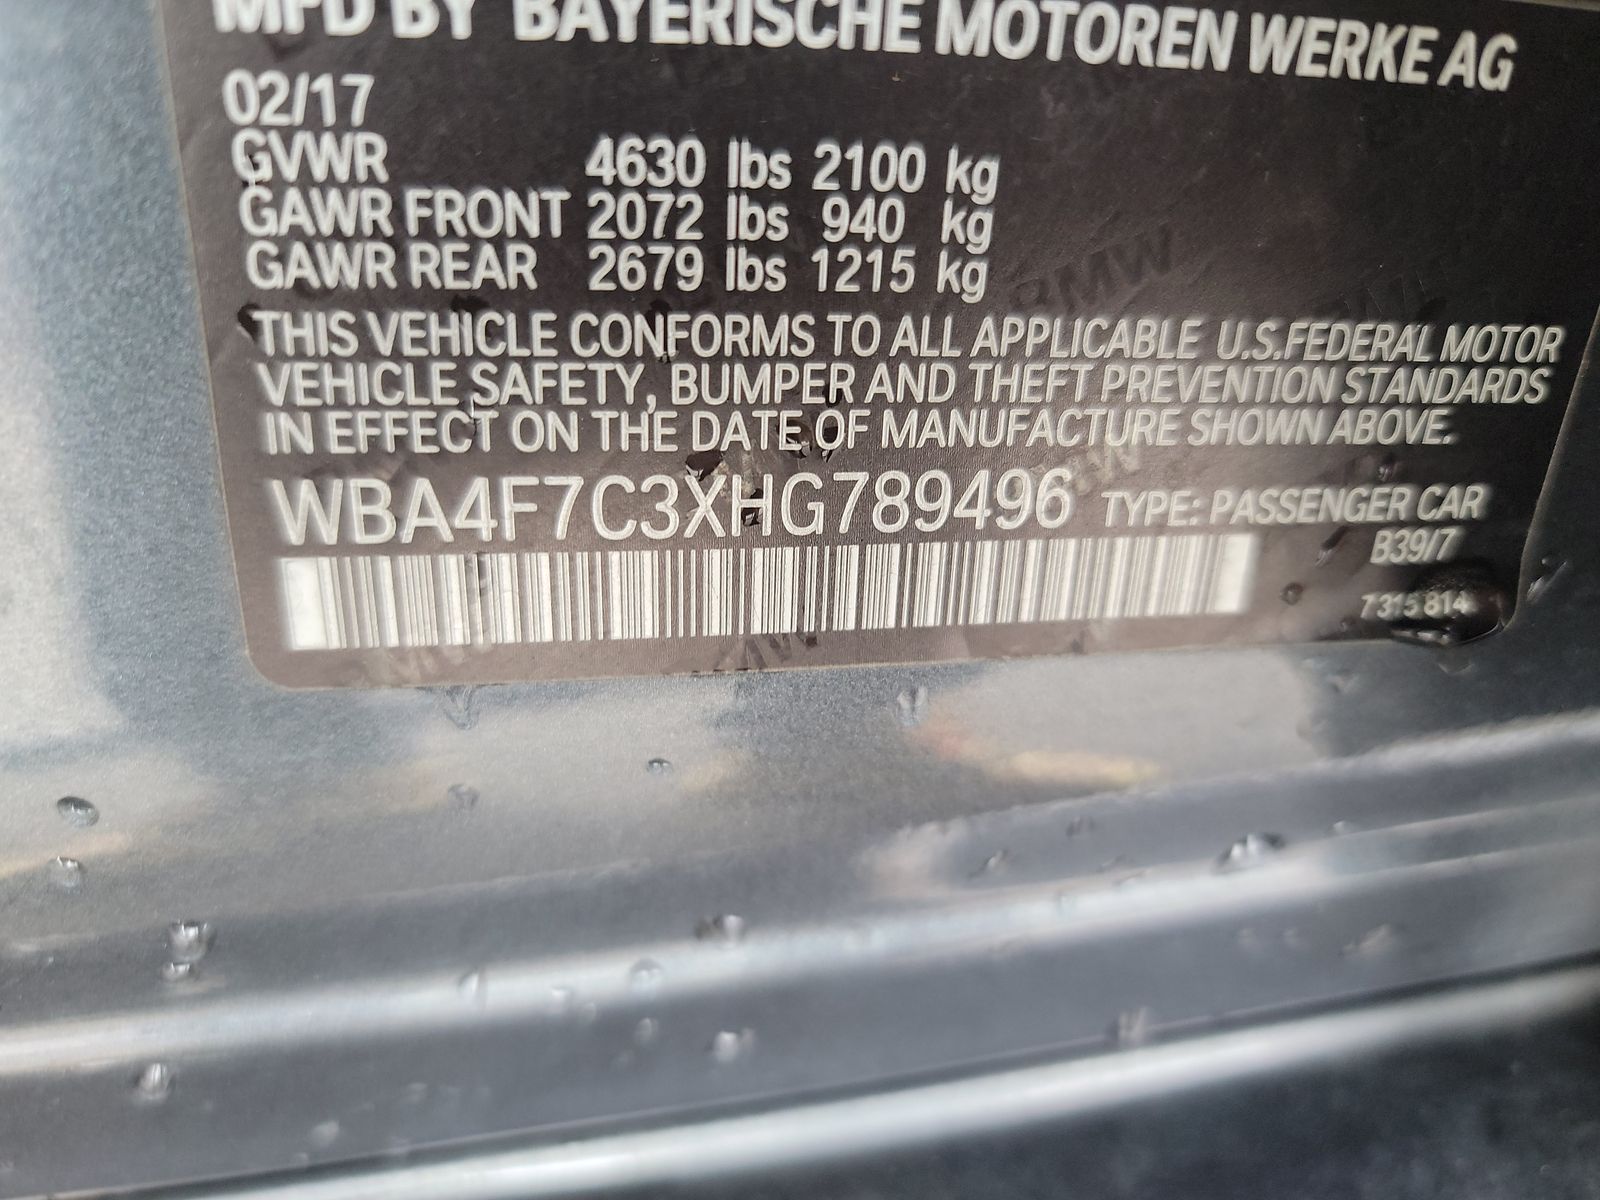 MFD BY BAYERISCHE MOTOREN WERKE AG
02/17
GVWR 4630 lbs 2100 kg
GAWR FRONT 2072 lbs 940 kg
GAWR REAR 2679 lbs 1215 kg
THIS VEHICLE CONFORMS TO ALL APPLICABLE U.S.FEDERAL MOTOR
VEHICLE SAFETY, BUMPER AND THEFT PREVENTION STANDARDS
IN EFFECT ON THE DATE OF MANUFACTURE SHOWN ABOVE.
WBA4F7C3XHG789496 TYPE: PASSENGER CAR
B39/7
7 315 814